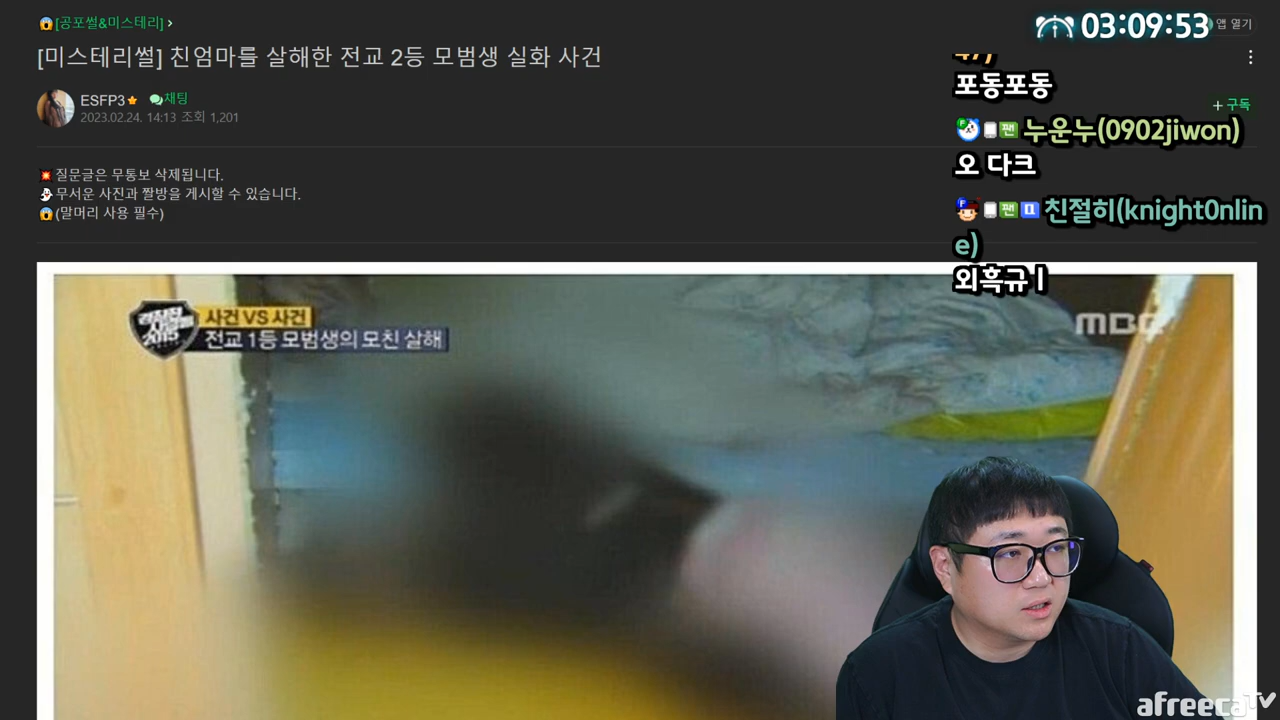 [공포썰&미스테리] >
03:09:53
앱 열기
[미스테리썰] 친엄마를 살해한 전교 2등 모범생 실화 사건
포동포동
ESFP3
채팅
+ 구독
2023.02.24. 14:13 조회 1,201
누운누(0902jiwon)
오 다크
질문글은 무통보 삭제됩니다.
무서운 사진과 짤방을 게시할 수 있습니다.
(말머리 사용 필수)
친절히(knight0nlin
e)
외흑규ㅣ
사건 VS 사건
전교 1등 모범생의 모친 살해
MBC
afreecaTV